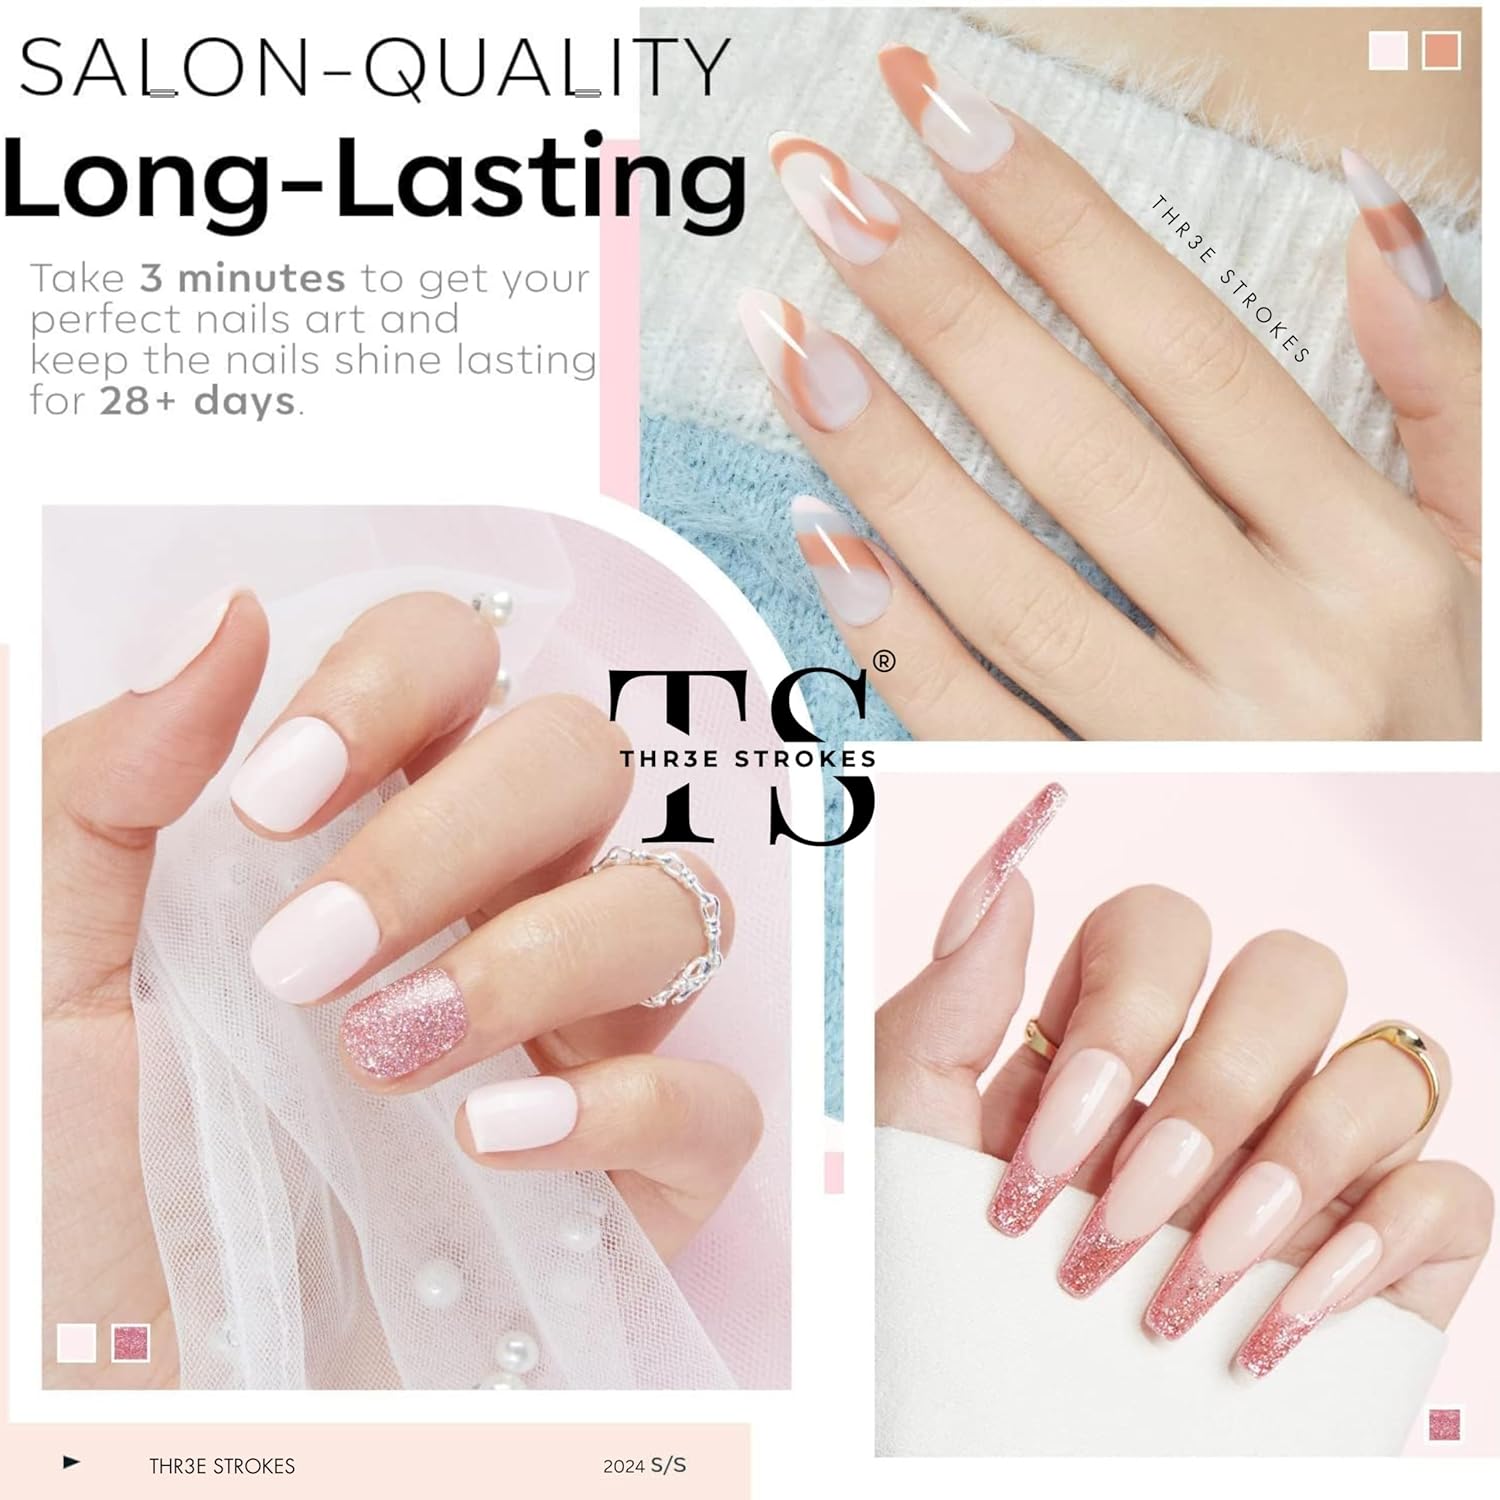 SALON-QUALITY
Long-Lasting
Take 3 minutes to get your
perfect nails art and
keep the nails shine lasting
for 28+ days.
THR3E STROKES
TS®
THR3E STROKES
THR3E STROKES
2024 S/S